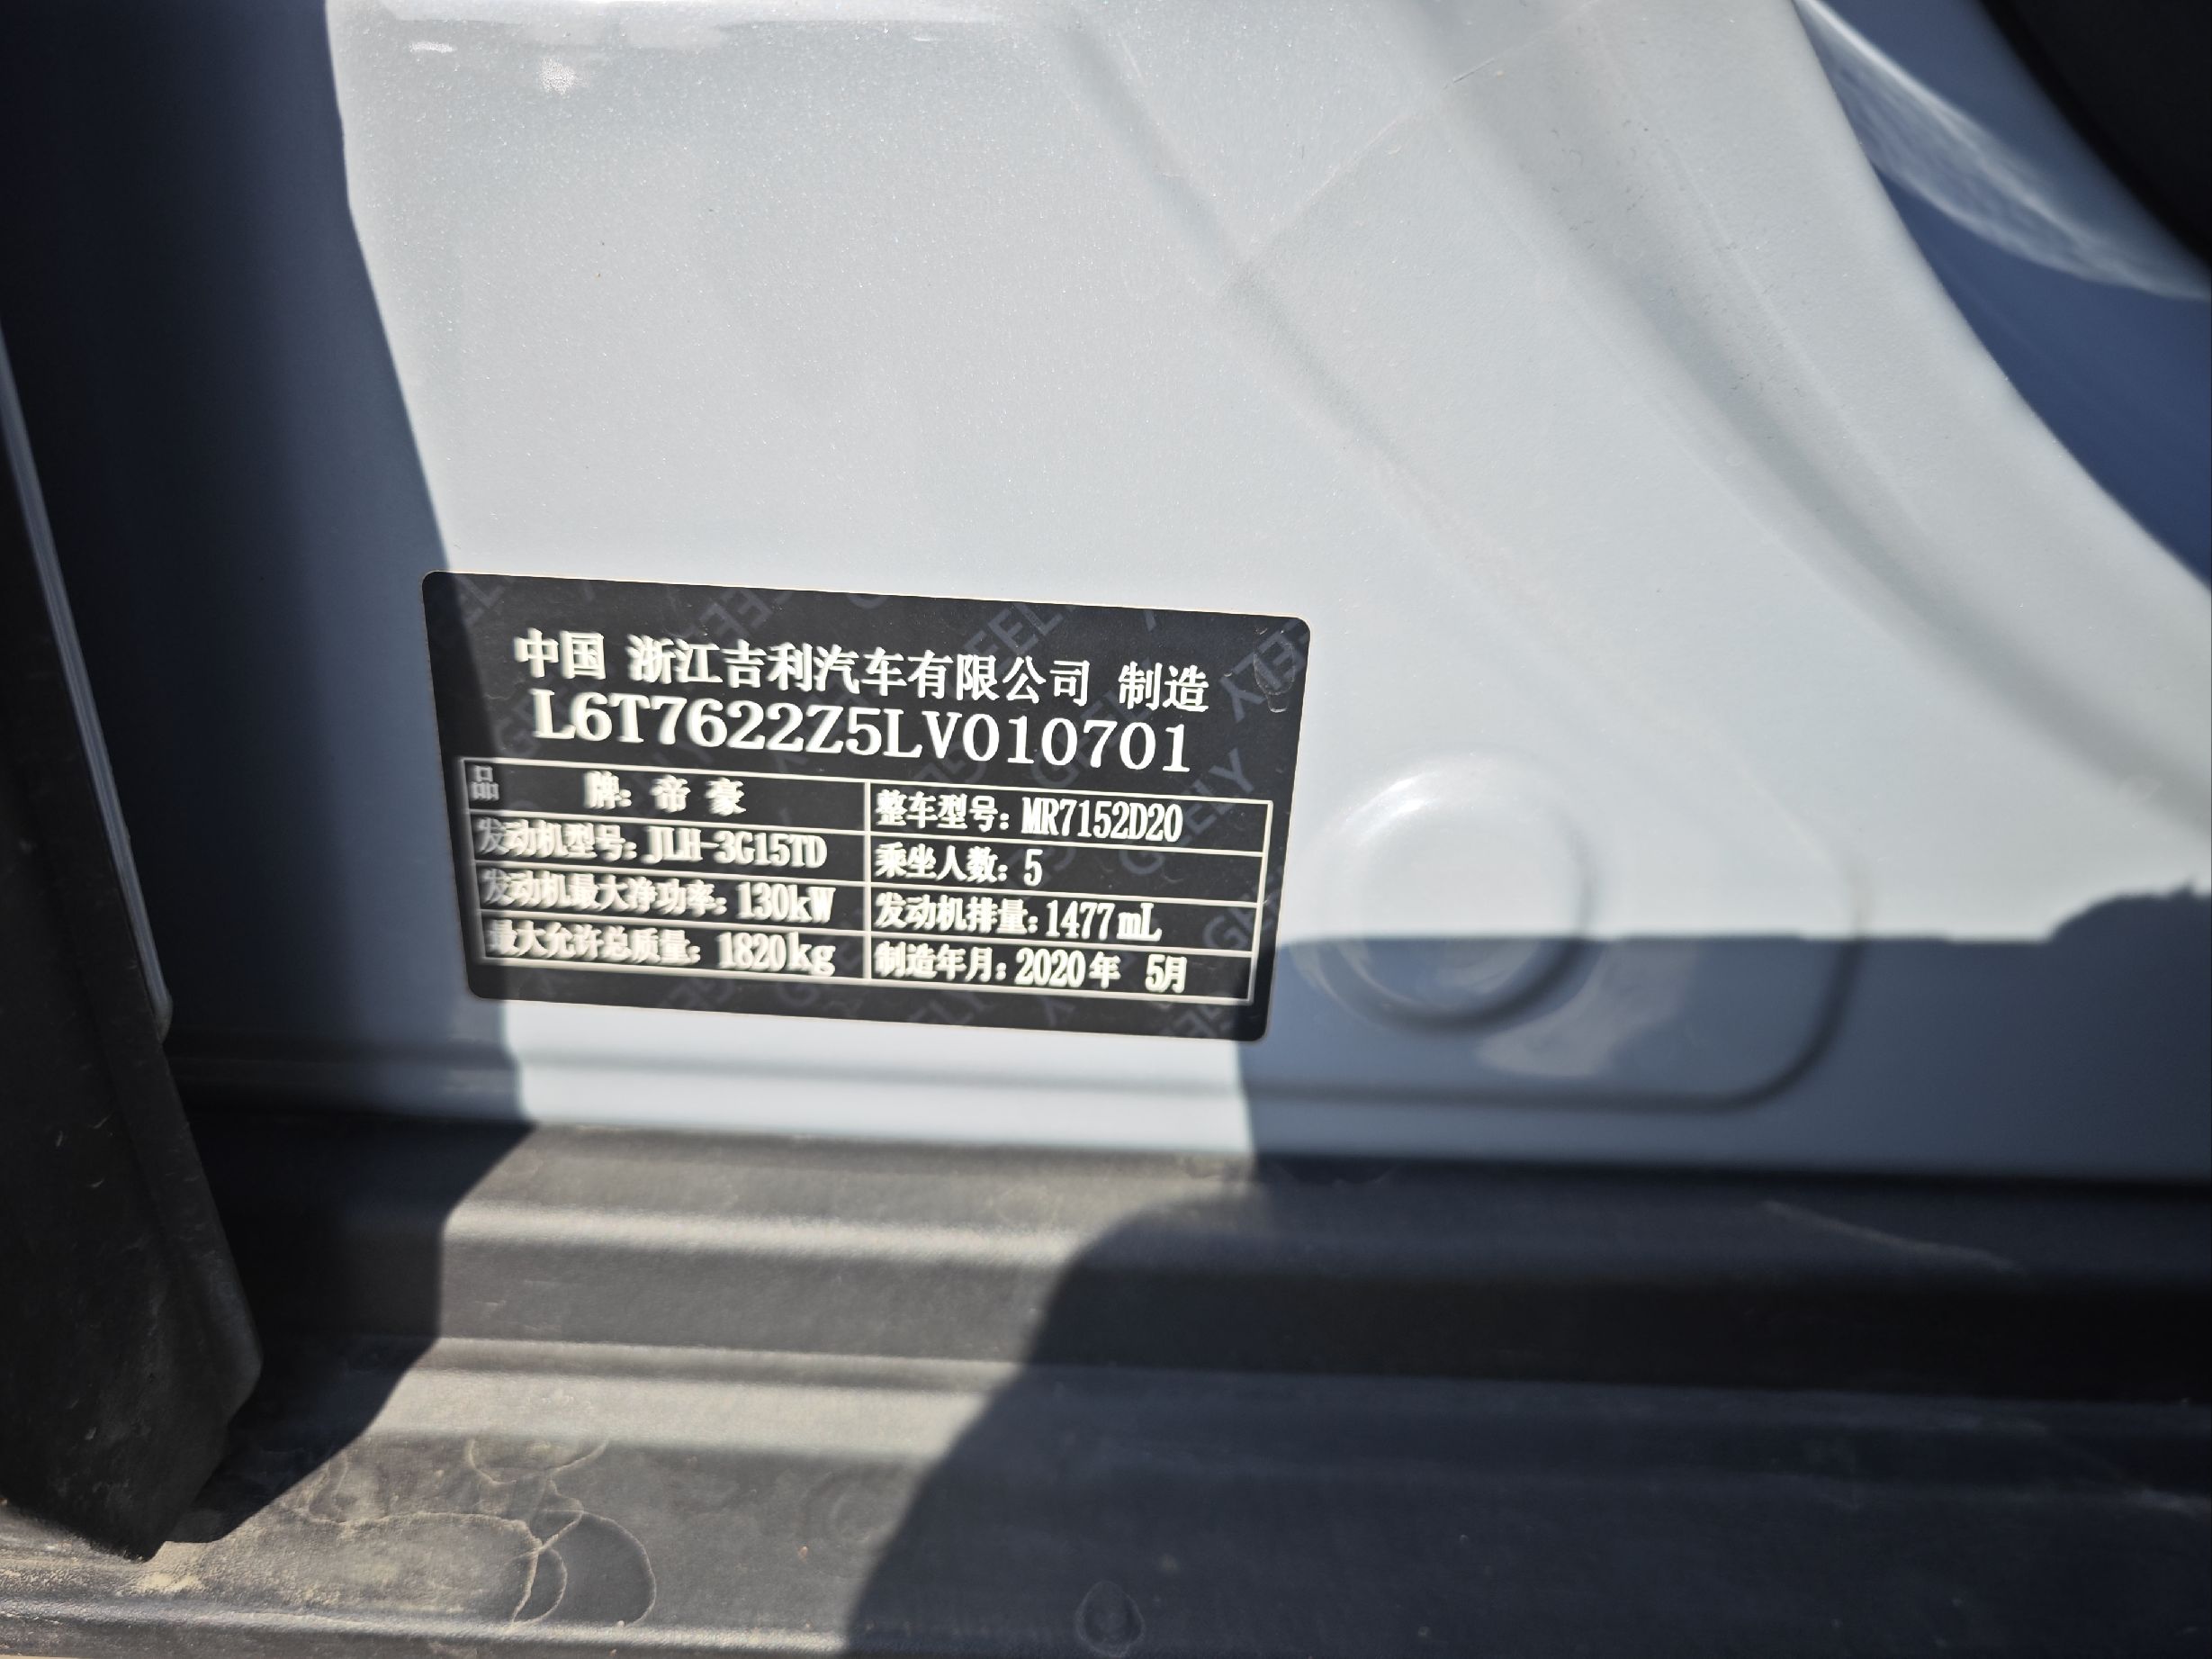 中国 浙江吉利汽车有限公司 制造
L6T7622Z5LV010701
品 牌: 帝豪 整车型号: MR7152D20
发动机型号: JLH-3G15TD 乘坐人数: 5
发动机最大净功率: 130kW 发动机排量: 1477mL
最大允许总质量: 1820kg 制造年月: 2020年 5月